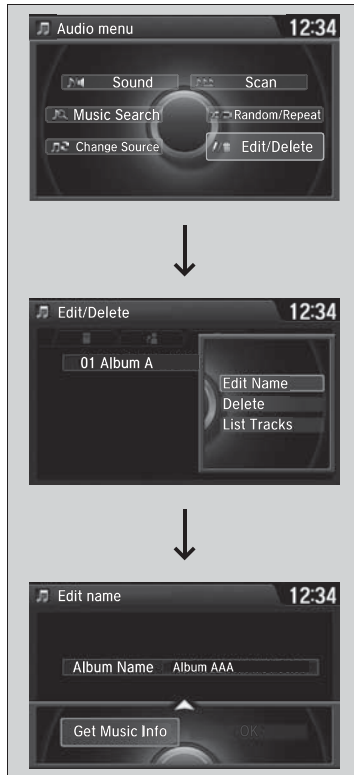 Audio menu 12:34
Sound Scan
Music Search Random/Repeat
Change Source Edit/Delete
Edit/Delete 12:34
01 Album A
Edit Name
Delete
List Tracks
Edit name 12:34
Album Name Album AAA
Get Music Info OK